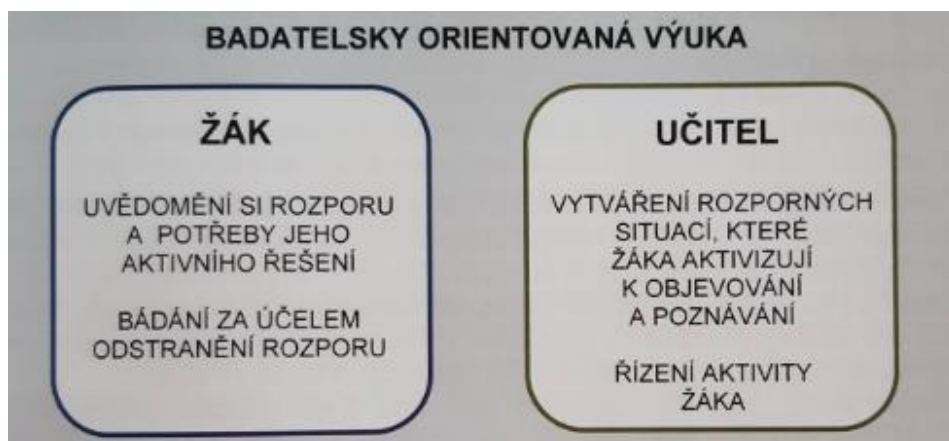 BADATELSKY ORIENTOVANÁ VÝUKA
ŽÁK
UVĚDOMĚNÍ SI ROZPORU
A POTŘEBY JEHO
AKTIVNÍHO ŘEŠENÍ
BÁDÁNÍ ZA ÚČELEM
ODSTRANĚNÍ ROZPORU
UČITEL
VYTVÁŘENÍ ROZPORNÝCH
SITUACÍ, KTERÉ
ŽÁKA AKTIVIZUJÍ
K OBJEVOVÁNÍ
A POZNÁVÁNÍ
ŘÍZENÍ AKTIVITY
ŽÁKA